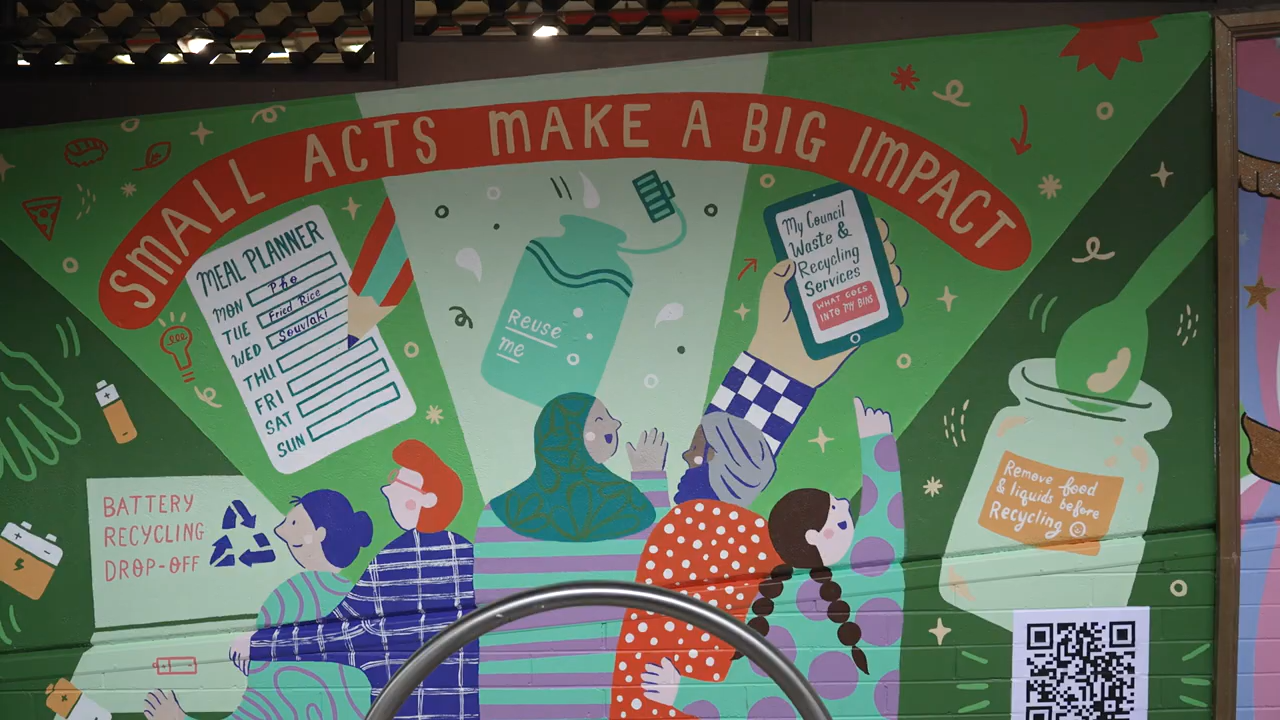 SMALL ACTS MAKE A BIG IMPACT
MEAL PLANNER
MON Pho
TUE Fried Rice
WED Souvlaki
THU
FRI
SAT
SUN
Reuse
me
My Council
Waste &
Recycling
Services
WHAT GOES
INTO MY BINS
BATTERY
RECYCLING
DROP-OFF
Remove food
& liquids before
Recycling